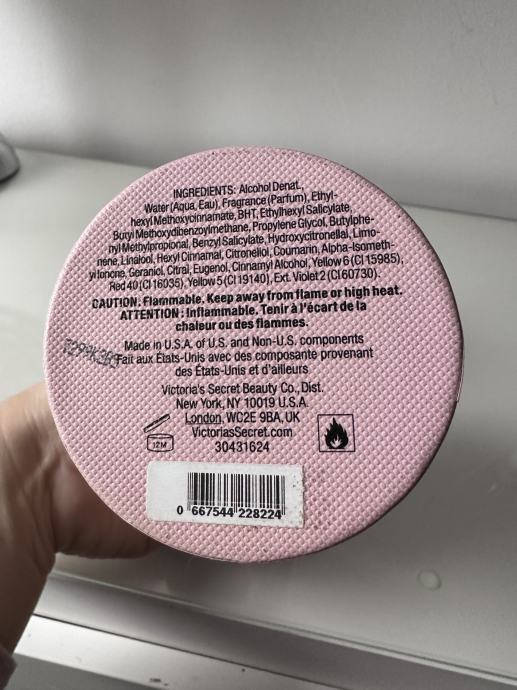 INGREDIENTS: Alcohol Denat.,
Water (Aqua, Eau), Fragrance (Parfum), Ethyl-
hexyl Methoxycinnamate, BHT, Ethylhexyl Salicylate,
Butyl Methoxydibenzoylmethane, Propylene Glycol, Butylphe-
nyl Methylpropional, Benzyl Salicylate, Hydroxycitronellal, Limo-
nene, Linalool, Hexyl Cinnamal, Citronellol, Coumarin, Alpha-Isometh-
yl Ionone, Geraniol, Citral, Eugenol, Cinnamyl Alcohol, Yellow 6 (CI 15985),
Red 40 (CI 16035), Yellow 5 (CI 19140), Ext. Violet 2 (CI 60730).
CAUTION: Flammable. Keep away from flame or high heat.
ATTENTION : Inflammable. Tenir à l'écart de la
chaleur ou des flammes.
Made in U.S.A. of U.S. and Non-U.S. components
Fait aux États-Unis avec des composante provenant
des États-Unis et d'ailleurs
Victoria's Secret Beauty Co., Dist.
New York, NY 10019 U.S.A.
London, WC2E 9BA, UK
VictoriasSecret.com
30431624
12M
0 667544 228224